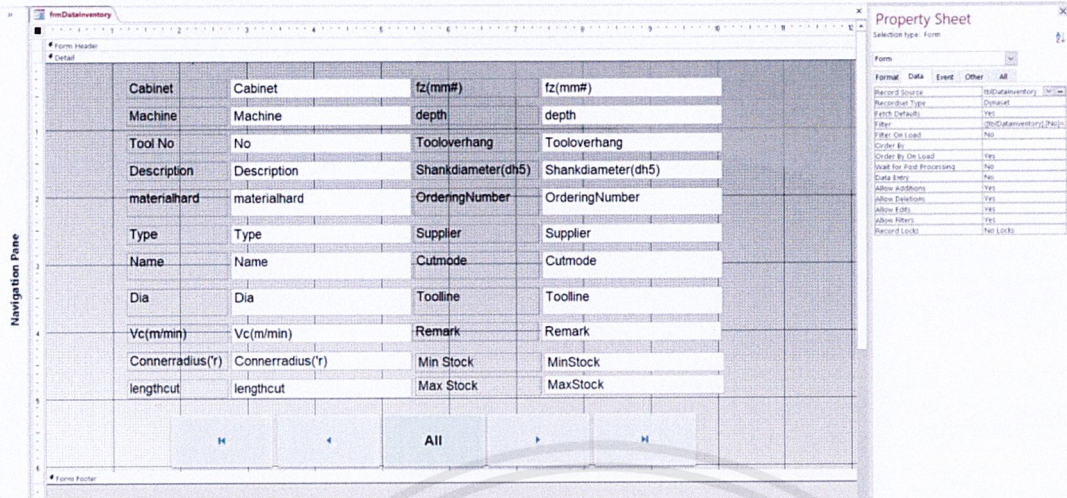 frmDataInventory
Form Header
Detail
Cabinet Cabinet fz(mm#) fz(mm#)
Machine Machine depth depth
Tool No No Tooloverhang Tooloverhang
Description Description Shankdiameter(dh5) Shankdiameter(dh5)
materialhard materialhard OrderingNumber OrderingNumber
Type Type Supplier Supplier
Name Name Cutmode Cutmode
Dia Dia Toolline Toolline
Vc(m/min) Vc(m/min) Remark Remark
Connerradius('r) Connerradius('r) Min Stock MinStock
lengthcut lengthcut Max Stock MaxStock
All
Form Footer
Navigation Pane
Property Sheet
Selection type: Form
Form
Format Data Event Other All
Record Source tblDataInventory
Recordset Type Dynaset
Fetch Defaults Yes
Filter ([tblDataInventory].[No]=
Filter On Load No
Order By
Order By On Load Yes
Wait for Post Processing No
Data Entry No
Allow Additions Yes
Allow Deletions Yes
Allow Edits Yes
Allow Filters Yes
Record Locks No Locks